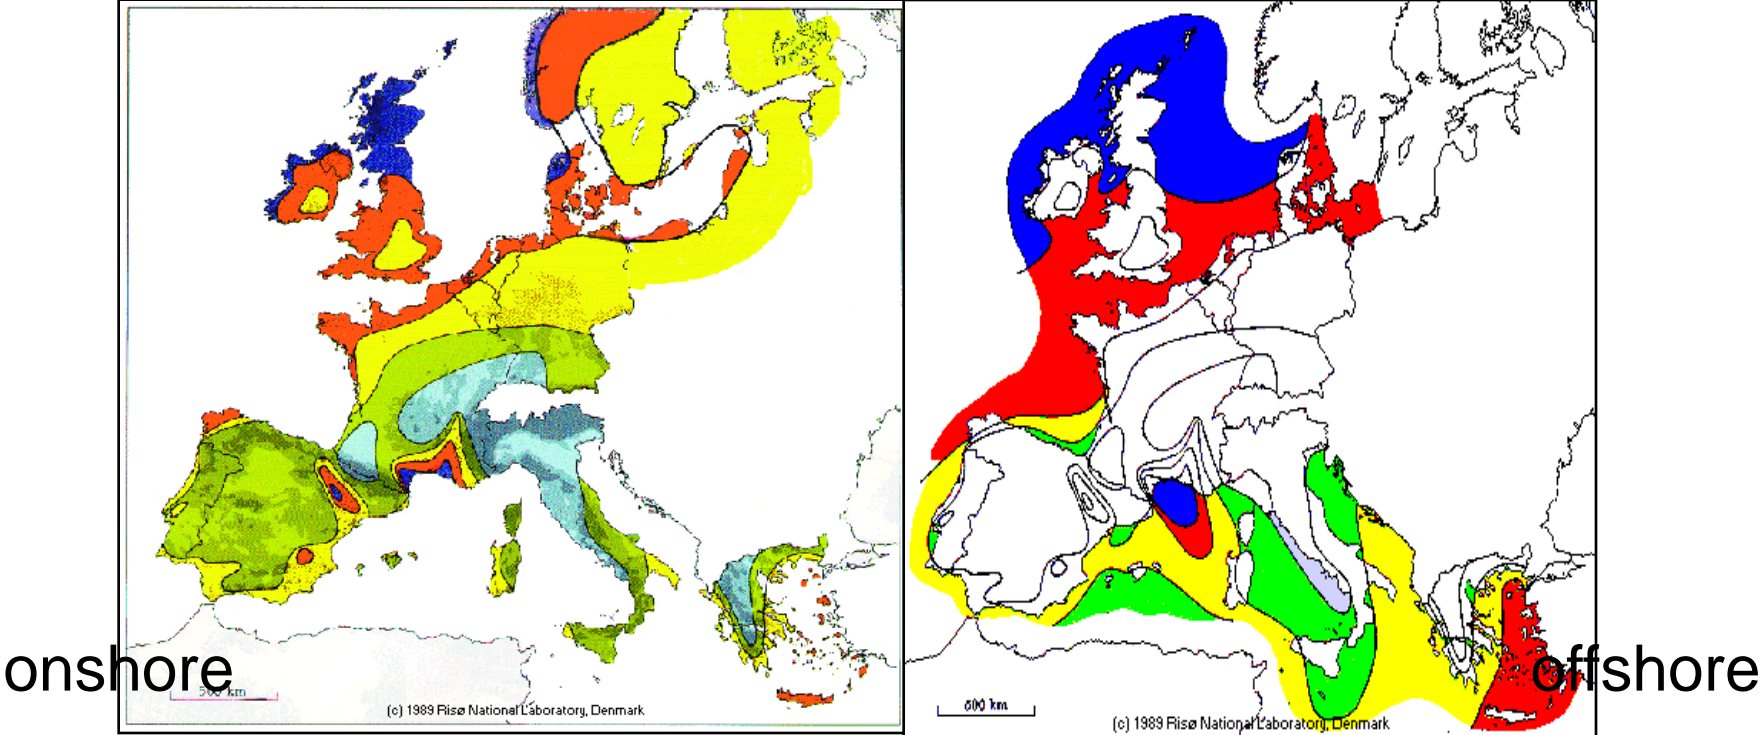 onshore
500 km
(c) 1989 Risø National Laboratory, Denmark
offshore
500 km
(c) 1989 Risø National Laboratory, Denmark